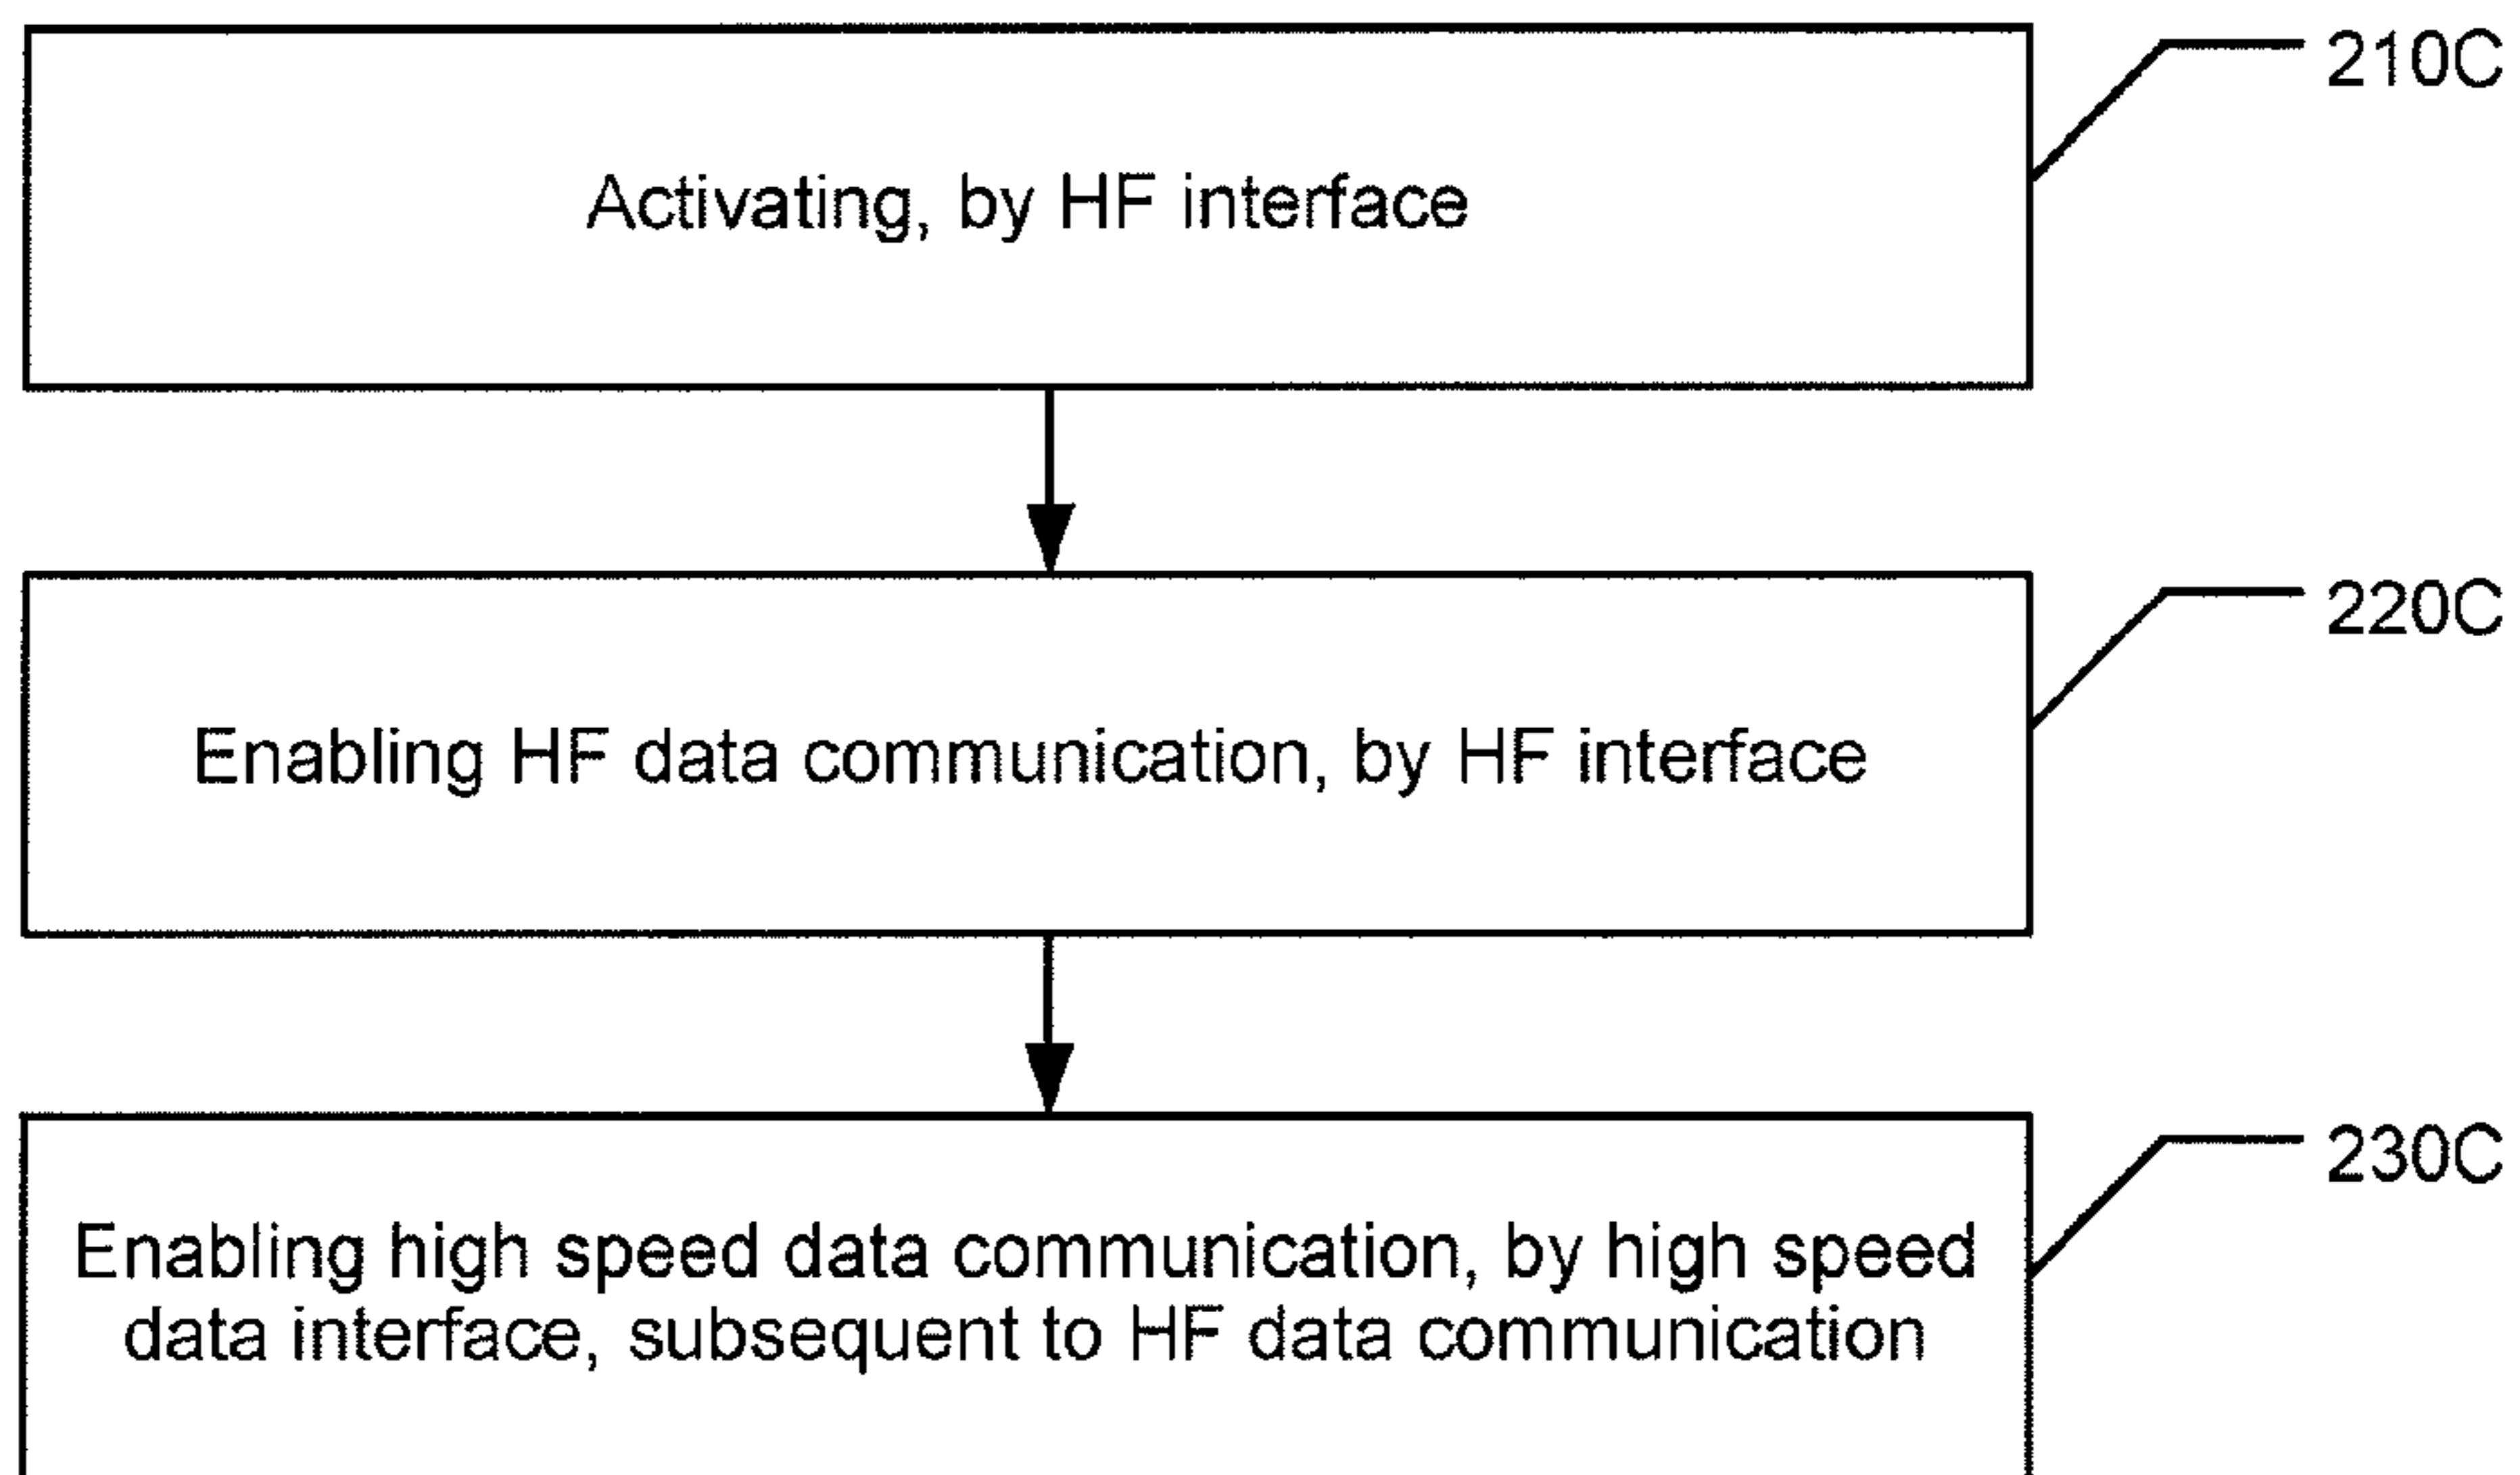 210C
Activating, by HF interface
220C
Enabling HF data communication, by HF interface
230C
Enabling high speed data communication, by high speed
data interface, subsequent to HF data communication